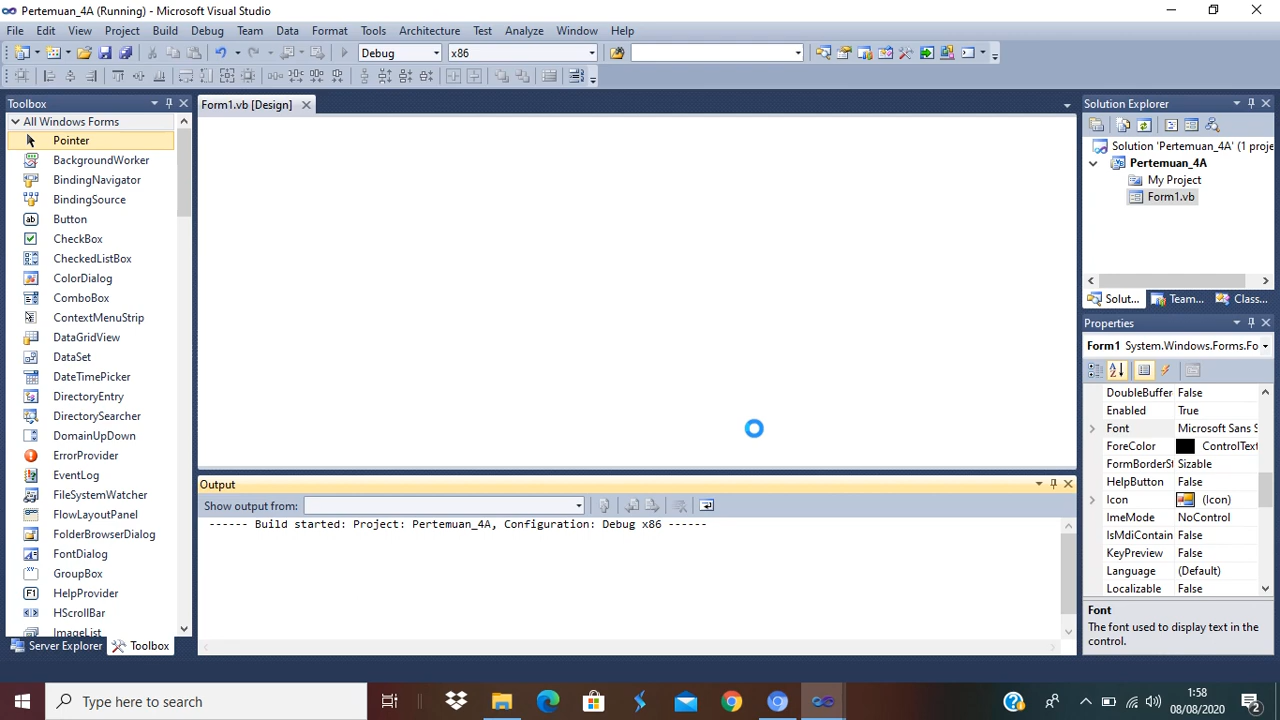 Pertemuan_4A (Running) - Microsoft Visual Studio
File Edit View Project Build Debug Team Data Format Tools Architecture Test Analyze Window Help
Debug x86
Toolbox
All Windows Forms
Pointer
BackgroundWorker
BindingNavigator
BindingSource
Button
CheckBox
CheckedListBox
ColorDialog
ComboBox
ContextMenuStrip
DataGridView
DataSet
DateTimePicker
DirectoryEntry
DirectorySearcher
DomainUpDown
ErrorProvider
EventLog
FileSystemWatcher
FlowLayoutPanel
FolderBrowserDialog
FontDialog
GroupBox
HelpProvider
HScrollBar
ImageList
Server Explorer Toolbox
Form1.vb [Design]
Output
Show output from:
------ Build started: Project: Pertemuan_4A, Configuration: Debug x86 ------
Solution Explorer
Solution 'Pertemuan_4A' (1 proje
Pertemuan_4A
My Project
Form1.vb
Solut... Team... Class...
Properties
Form1 System.Windows.Forms.Fo
DoubleBuffer False
Enabled True
Font Microsoft Sans S
ForeColor ControlText
FormBorderSt Sizable
HelpButton False
Icon (Icon)
ImeMode NoControl
IsMdiContain False
KeyPreview False
Language (Default)
Localizable False
Font
The font used to display text in the
control.
Type here to search
1:58
08/08/2020
2